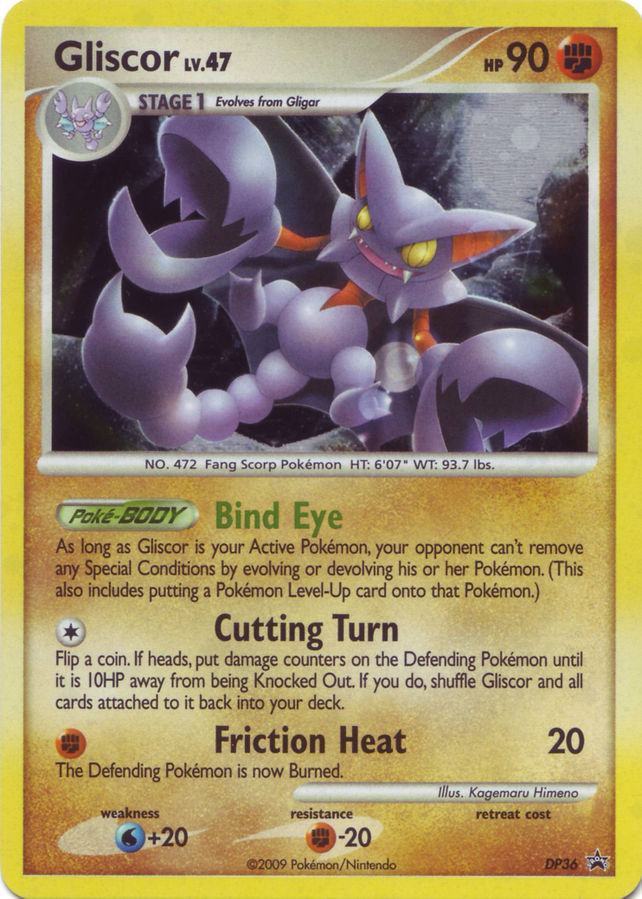 Gliscor LV.47 HP 90
STAGE 1 Evolves from Gligar
NO. 472 Fang Scorp Pokémon HT: 6'07" WT: 93.7 lbs.
Poké-BODY Bind Eye
As long as Gliscor is your Active Pokémon, your opponent can't remove
any Special Conditions by evolving or devolving his or her Pokémon. (This
also includes putting a Pokémon Level-Up card onto that Pokémon.)
Cutting Turn
Flip a coin. If heads, put damage counters on the Defending Pokémon until
it is 10HP away from being Knocked Out. If you do, shuffle Gliscor and all
cards attached to it back into your deck.
Friction Heat 20
The Defending Pokémon is now Burned.
Illus. Kagemaru Himeno
weakness resistance retreat cost
+20 -20
©2009 Pokémon/Nintendo DP36